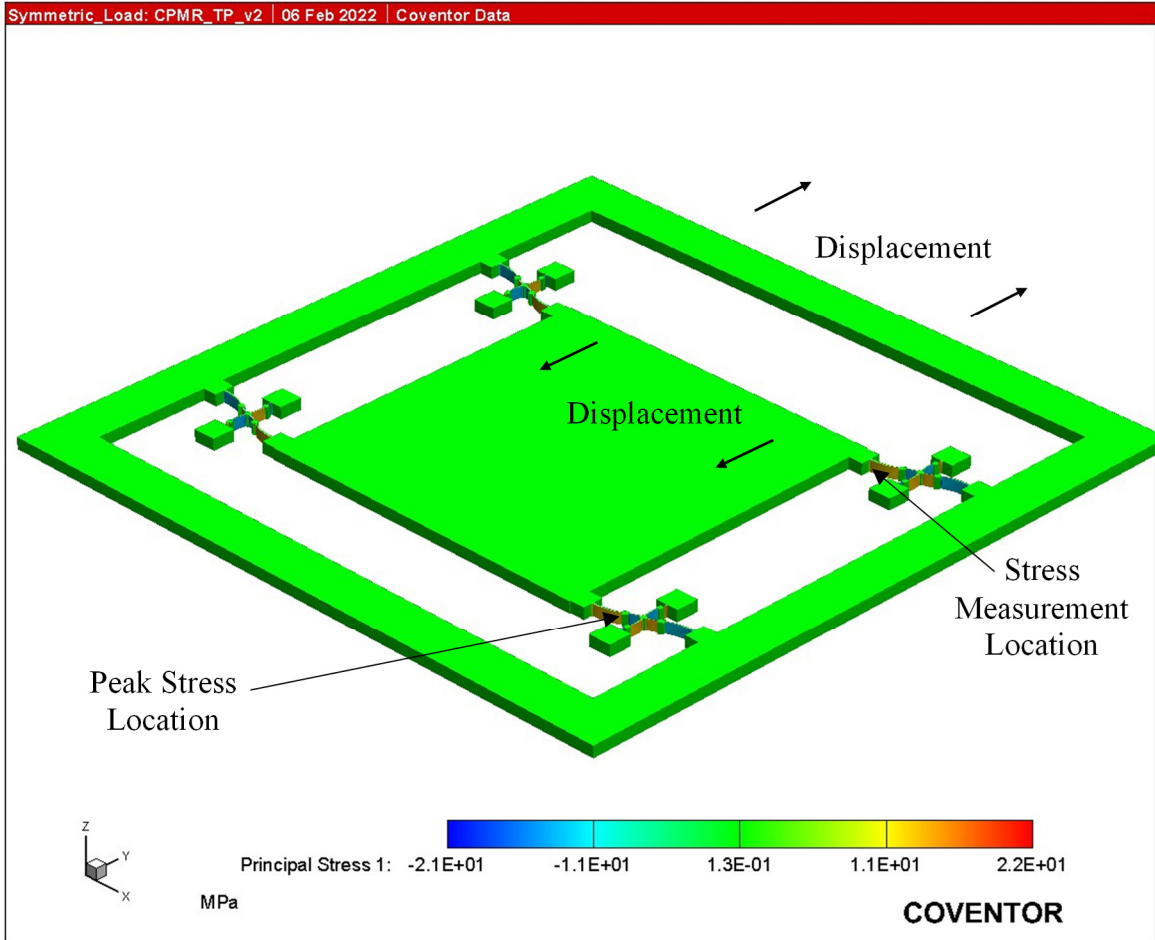 Symmetric_Load: CPMR_TP_v2 | 06 Feb 2022 | Coventor Data
Displacement
Displacement
Stress
Measurement
Location
Peak Stress
Location
Z
Y
X
Principal Stress 1: -2.1E+01 -1.1E+01 1.3E-01 1.1E+01 2.2E+01
MPa
COVENTOR